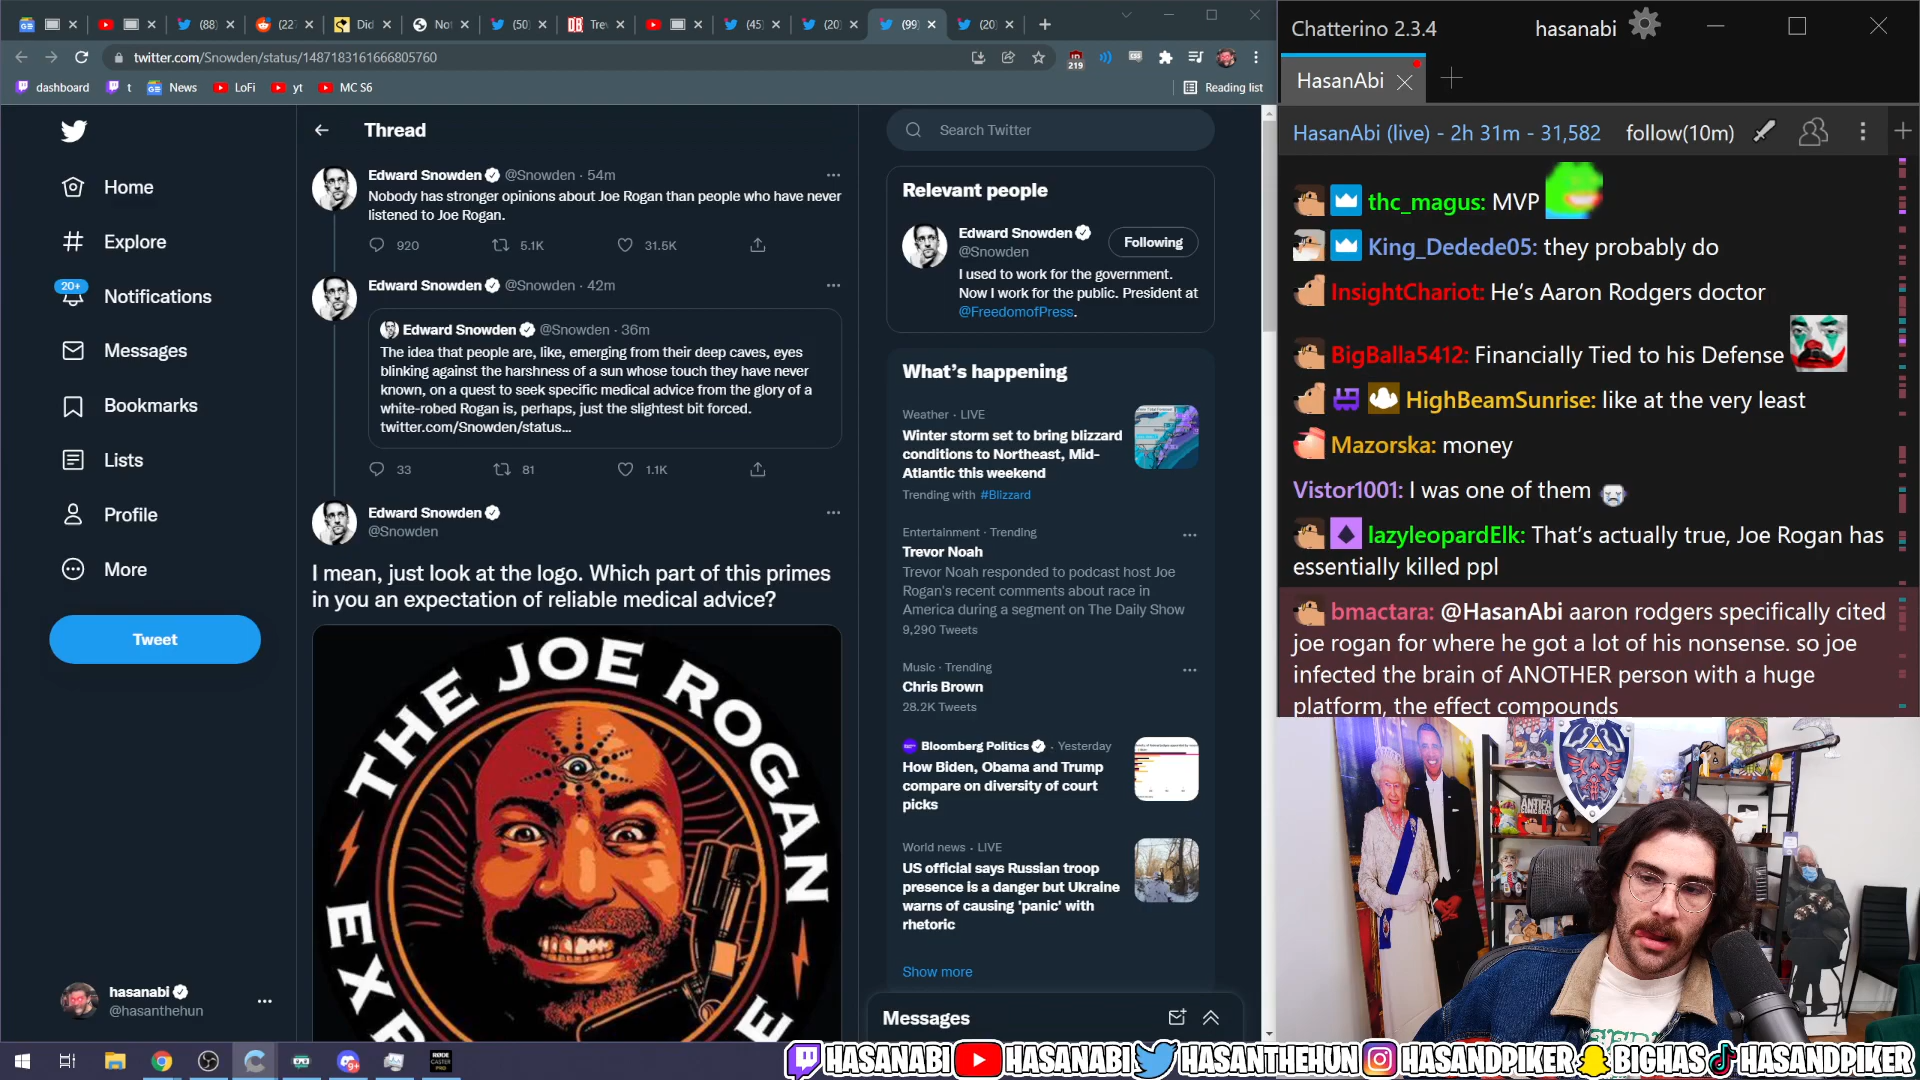 (88)
(22
Did
Not
(50)
Trev
(45)
(20)
(99)
(20)
twitter.com/Snowden/status/1487183161666805760
219
dashboard
t
News
LoFi
yt
MC S6
Reading list
Home
Explore
20+
Notifications
Messages
Bookmarks
Lists
Profile
More
Tweet
hasanabi
@hasanthehun
Thread
Edward Snowden @Snowden · 54m
Nobody has stronger opinions about Joe Rogan than people who have never
listened to Joe Rogan.
920
5.1K
31.5K
Edward Snowden @Snowden · 42m
Edward Snowden @Snowden · 36m
The idea that people are, like, emerging from their deep caves, eyes
blinking against the harshness of a sun whose touch they have never
known, on a quest to seek specific medical advice from the glory of a
white-robed Rogan is, perhaps, just the slightest bit forced.
twitter.com/Snowden/status...
33
81
1.1K
Edward Snowden
@Snowden
I mean, just look at the logo. Which part of this primes
in you an expectation of reliable medical advice?
THE JOE ROGAN
EXP
E
Search Twitter
Relevant people
Edward Snowden
@Snowden
Following
I used to work for the government.
Now I work for the public. President at
@FreedomofPress.
What's happening
Weather · LIVE
Winter storm set to bring blizzard
conditions to Northeast, Mid-
Atlantic this weekend
Trending with #Blizzard
Entertainment · Trending
Trevor Noah
Trevor Noah responded to podcast host Joe
Rogan's recent comments about race in
America during a segment on The Daily Show
9,290 Tweets
Music · Trending
Chris Brown
28.2K Tweets
Bloomberg Politics · Yesterday
How Biden, Obama and Trump
compare on diversity of court
picks
World news · LIVE
US official says Russian troop
presence is a danger but Ukraine
warns of causing 'panic' with
rhetoric
Show more
Messages
Chatterino 2.3.4
hasanabi
HasanAbi
HasanAbi (live) - 2h 31m - 31,582
follow(10m)
thc_magus: MVP
King_Dedede05: they probably do
InsightChariot: He's Aaron Rodgers doctor
BigBalla5412: Financially Tied to his Defense
HighBeamSunrise: like at the very least
Mazorska: money
Vistor1001: I was one of them
lazyleopardElk: That's actually true, Joe Rogan has
essentially killed ppl
bmactara: @HasanAbi aaron rodgers specifically cited
joe rogan for where he got a lot of his nonsense. so joe
infected the brain of ANOTHER person with a huge
platform, the effect compounds
ANTIFA
HASANABI
HASANABI
HASANTHEHUN
HASANDPIKER
BIGHAS
HASANDPIKER